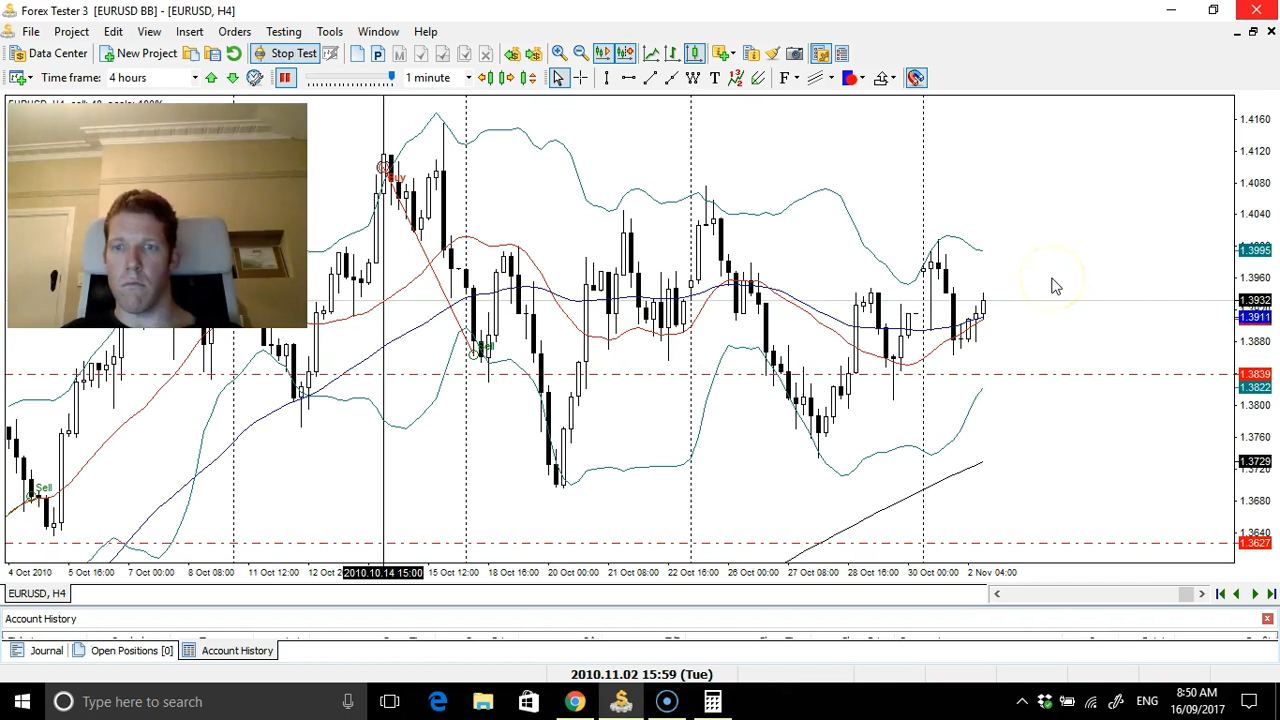 Forex Tester 3 [EURUSD BB] - [EURUSD, H4]
File Projects Edit View Insert Orders Testing Tools Window Help
Data Center New Project Stop Test
Time frame: 4 hours 1 minute
Buy
Sell
Sell
1.4160
1.4120
1.4080
1.4040
1.3995
1.3960
1.3932
1.3911
1.3880
1.3839
1.3822
1.3800
1.3760
1.3729
1.3720
1.3680
1.3640
1.3627
4 Oct 2010 5 Oct 16:00 7 Oct 00:00 8 Oct 08:00 11 Oct 12:00 12 Oct 2010.10.14 15:00 15 Oct 12:00 18 Oct 16:00 20 Oct 00:00 21 Oct 08:00 22 Oct 16:00 26 Oct 00:00 27 Oct 08:00 28 Oct 16:00 30 Oct 00:00 2 Nov 04:00
EURUSD, H4
Account History
Journal Open Positions [0] Account History
2010.11.02 15:59 (Tue)
Type here to search
ENG
8:50 AM
16/09/2017